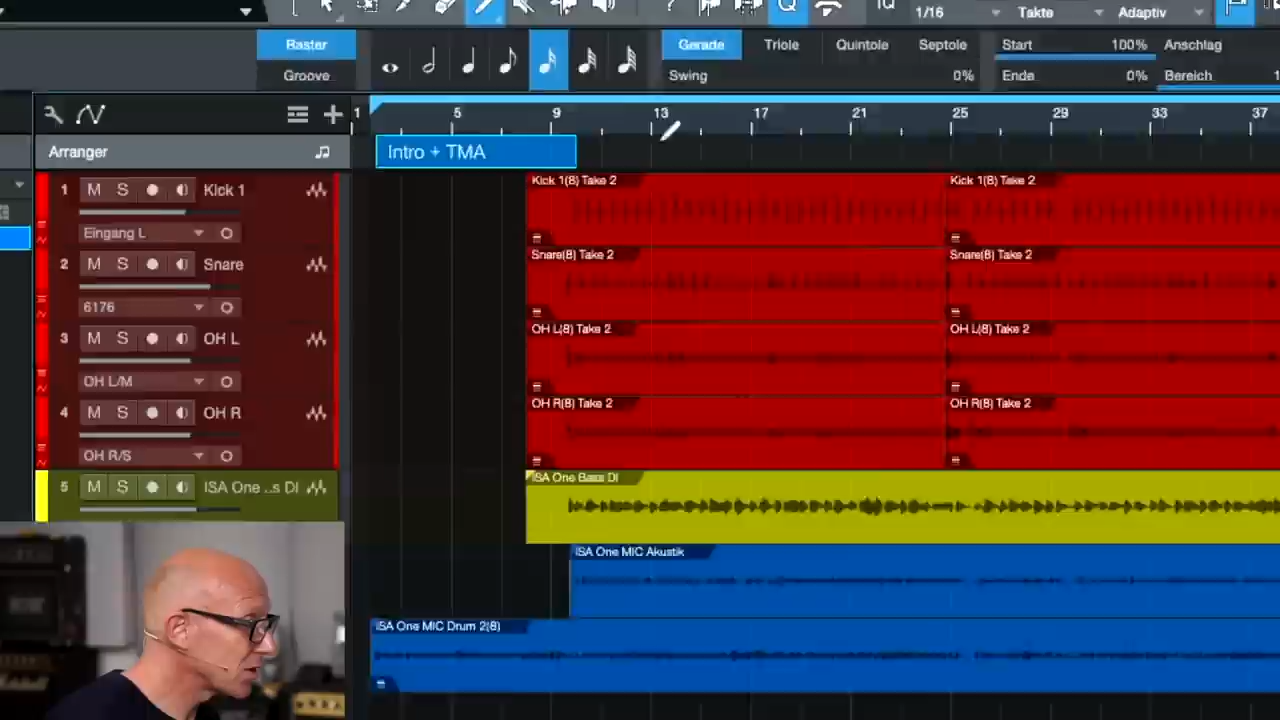 IQ 1/16 Takte Adaptiv
Raster
Groove
Gerade Triole Quintole Septole
Swing 0%
Start 100% Anschlag
Ende 0% Bereich 1
1 5 9 13 17 21 25 29 33 37
Arranger
Intro + TMA
1 M S Kick 1
Eingang L
Kick 1(8) Take 2 Kick 1(8) Take 2
2 M S Snare
6176
Snare(8) Take 2 Snare(8) Take 2
3 M S OH L
OH L/M
OH L(8) Take 2 OH L(8) Take 2
4 M S OH R
OH R/S
OH R(8) Take 2 OH R(8) Take 2
5 M S ISA One ..s DI
ISA One Bass DI
ISA One MIC Akustik
ISA One MIC Drum 2(8)